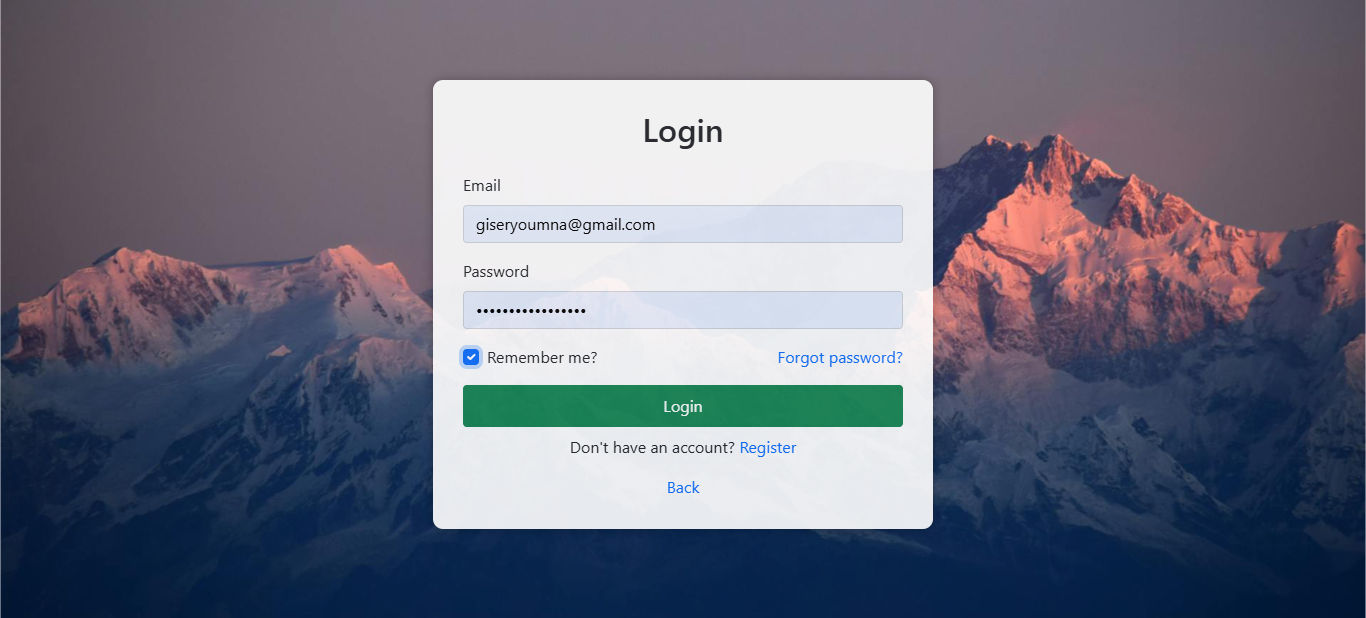 Login
Email
giseryoumna@gmail.com
Password
•••••••••••••••••
Remember me? Forgot password?
Login
Don't have an account? Register
Back